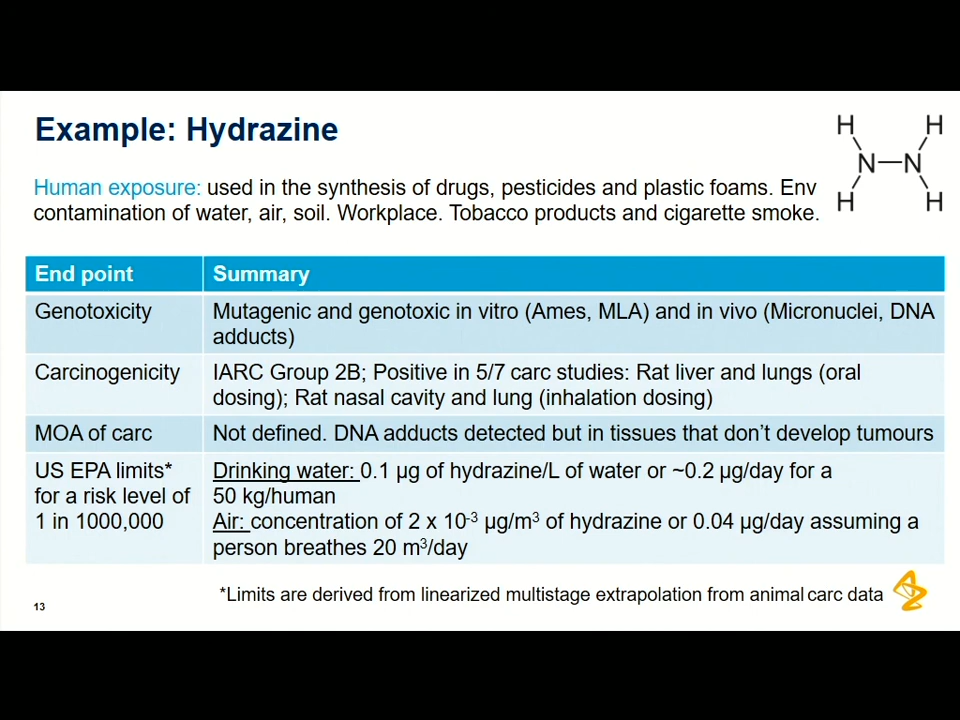 Example: Hydrazine
H H
N N
H H
Human exposure: used in the synthesis of drugs, pesticides and plastic foams. Env
contamination of water, air, soil. Workplace. Tobacco products and cigarette smoke.
End point Summary
Genotoxicity Mutagenic and genotoxic in vitro (Ames, MLA) and in vivo (Micronuclei, DNA
adducts)
Carcinogenicity IARC Group 2B; Positive in 5/7 carc studies: Rat liver and lungs (oral
dosing); Rat nasal cavity and lung (inhalation dosing)
MOA of carc Not defined. DNA adducts detected but in tissues that don't develop tumours
US EPA limits* Drinking water: 0.1 µg of hydrazine/L of water or ~0.2 µg/day for a
for a risk level of 50 kg/human
1 in 1000,000 Air: concentration of 2 x 10⁻³ µg/m³ of hydrazine or 0.04 µg/day assuming a
person breathes 20 m³/day
*Limits are derived from linearized multistage extrapolation from animal carc data
13